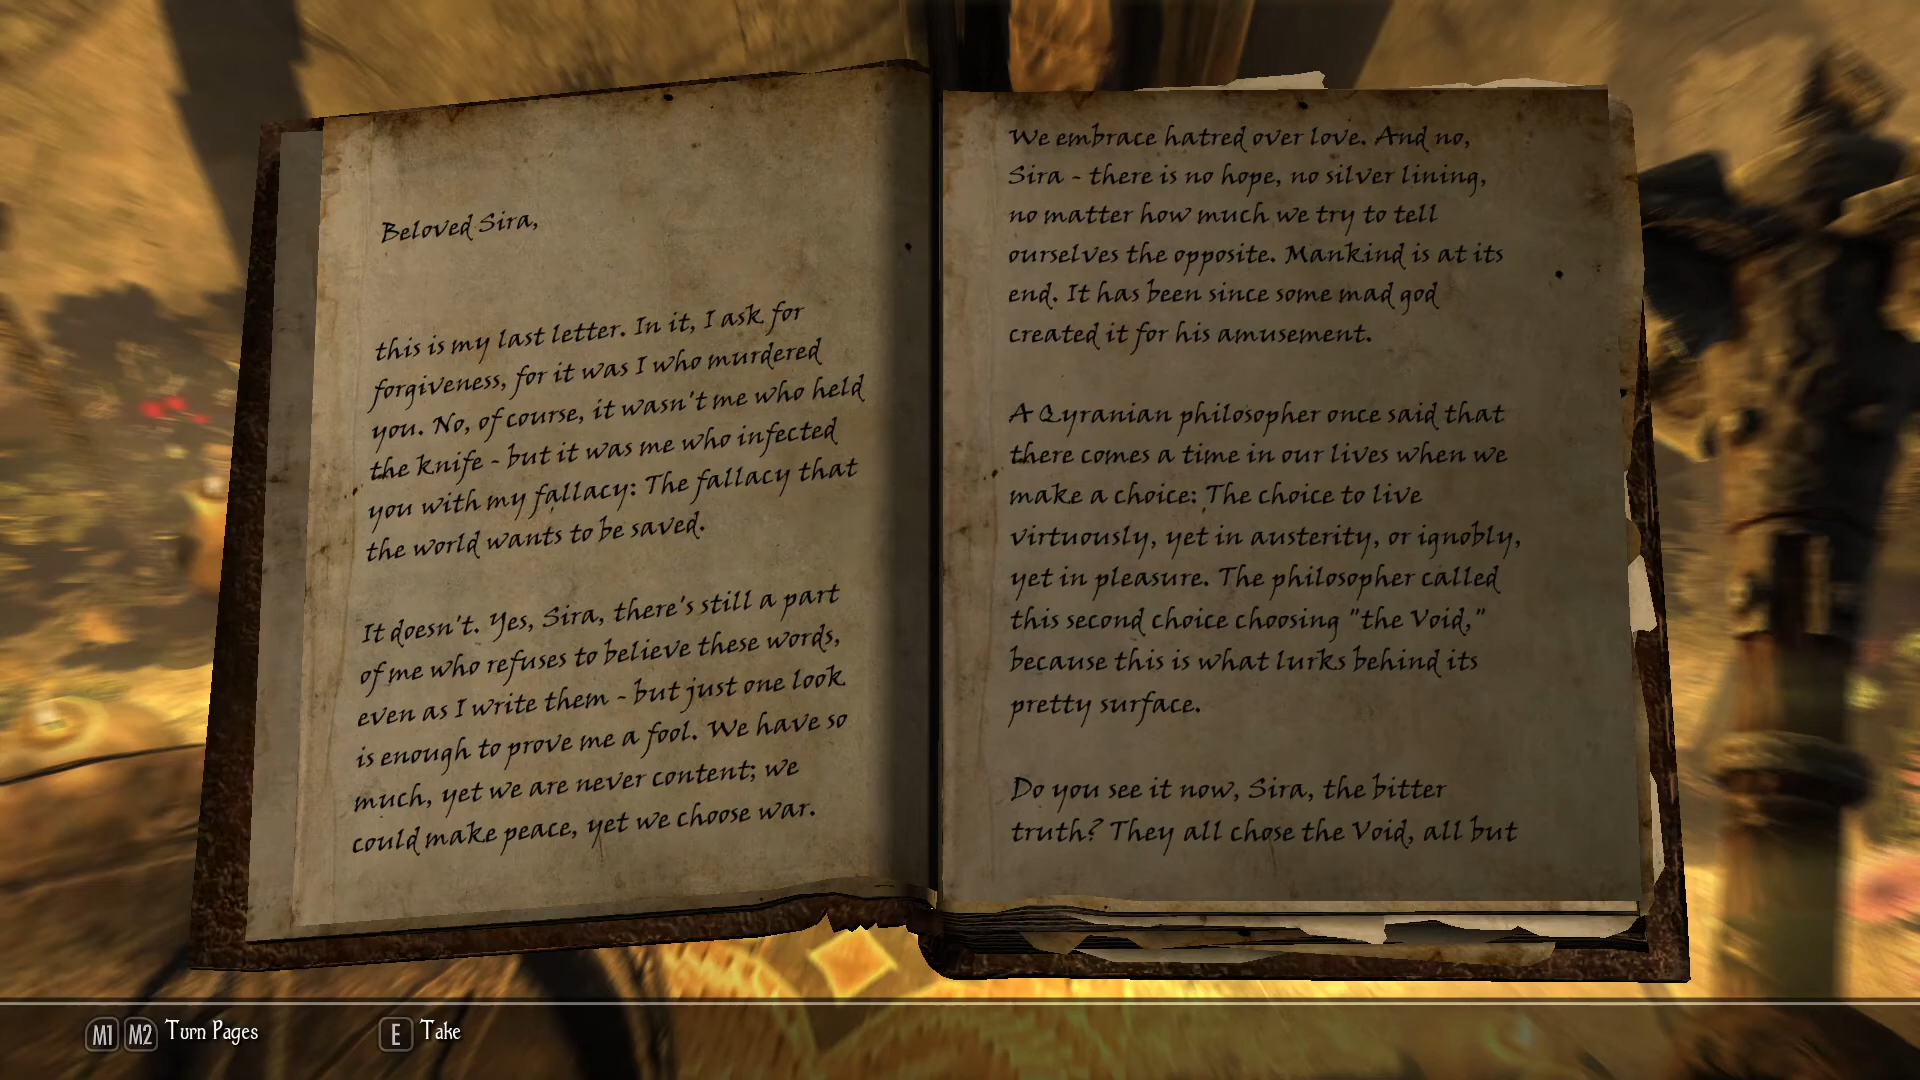 Beloved Sira,
this is my last letter. In it, I ask for
forgiveness, for it was I who murdered
you. No, of course, it wasn't me who held
the knife - but it was me who infected
you with my fallacy: The fallacy that
the world wants to be saved.
It doesn't. Yes, Sira, there's still a part
of me who refuses to believe these words,
even as I write them - but just one look
is enough to prove me a fool. We have so
much, yet we are never content; we
could make peace, yet we choose war.
We embrace hatred over love. And no,
Sira - there is no hope, no silver lining,
no matter how much we try to tell
ourselves the opposite. Mankind is at its
end. It has been since some mad god
created it for his amusement.
A Qyranian philosopher once said that
there comes a time in our lives when we
make a choice: The choice to live
virtuously, yet in austerity, or ignobly,
yet in pleasure. The philosopher called
this second choice choosing "the Void,"
because this is what lurks behind its
pretty surface.
Do you see it now, Sira, the bitter
truth? They all chose the Void, all but
M1 M2 Turn Pages
E Take